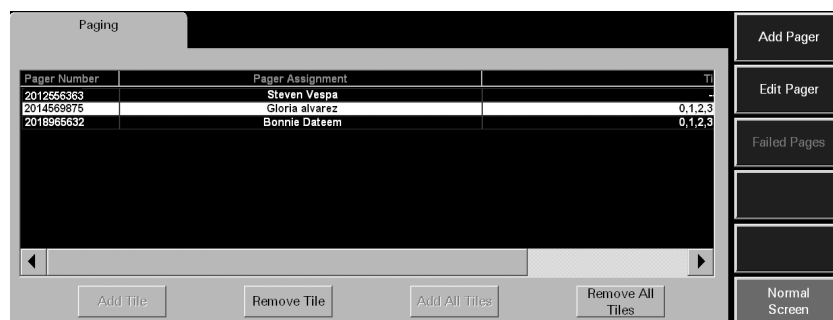 Paging
Pager Number Pager Assignment Ti
2012556363 Steven Vespa --
2014569875 Gloria alvarez 0,1,2,3
2018965632 Bonnie Dateem 0,1,2,3
Add Tile Remove Tile Add All Tiles Remove All Tiles
Add Pager
Edit Pager
Failed Pages
Normal
Screen